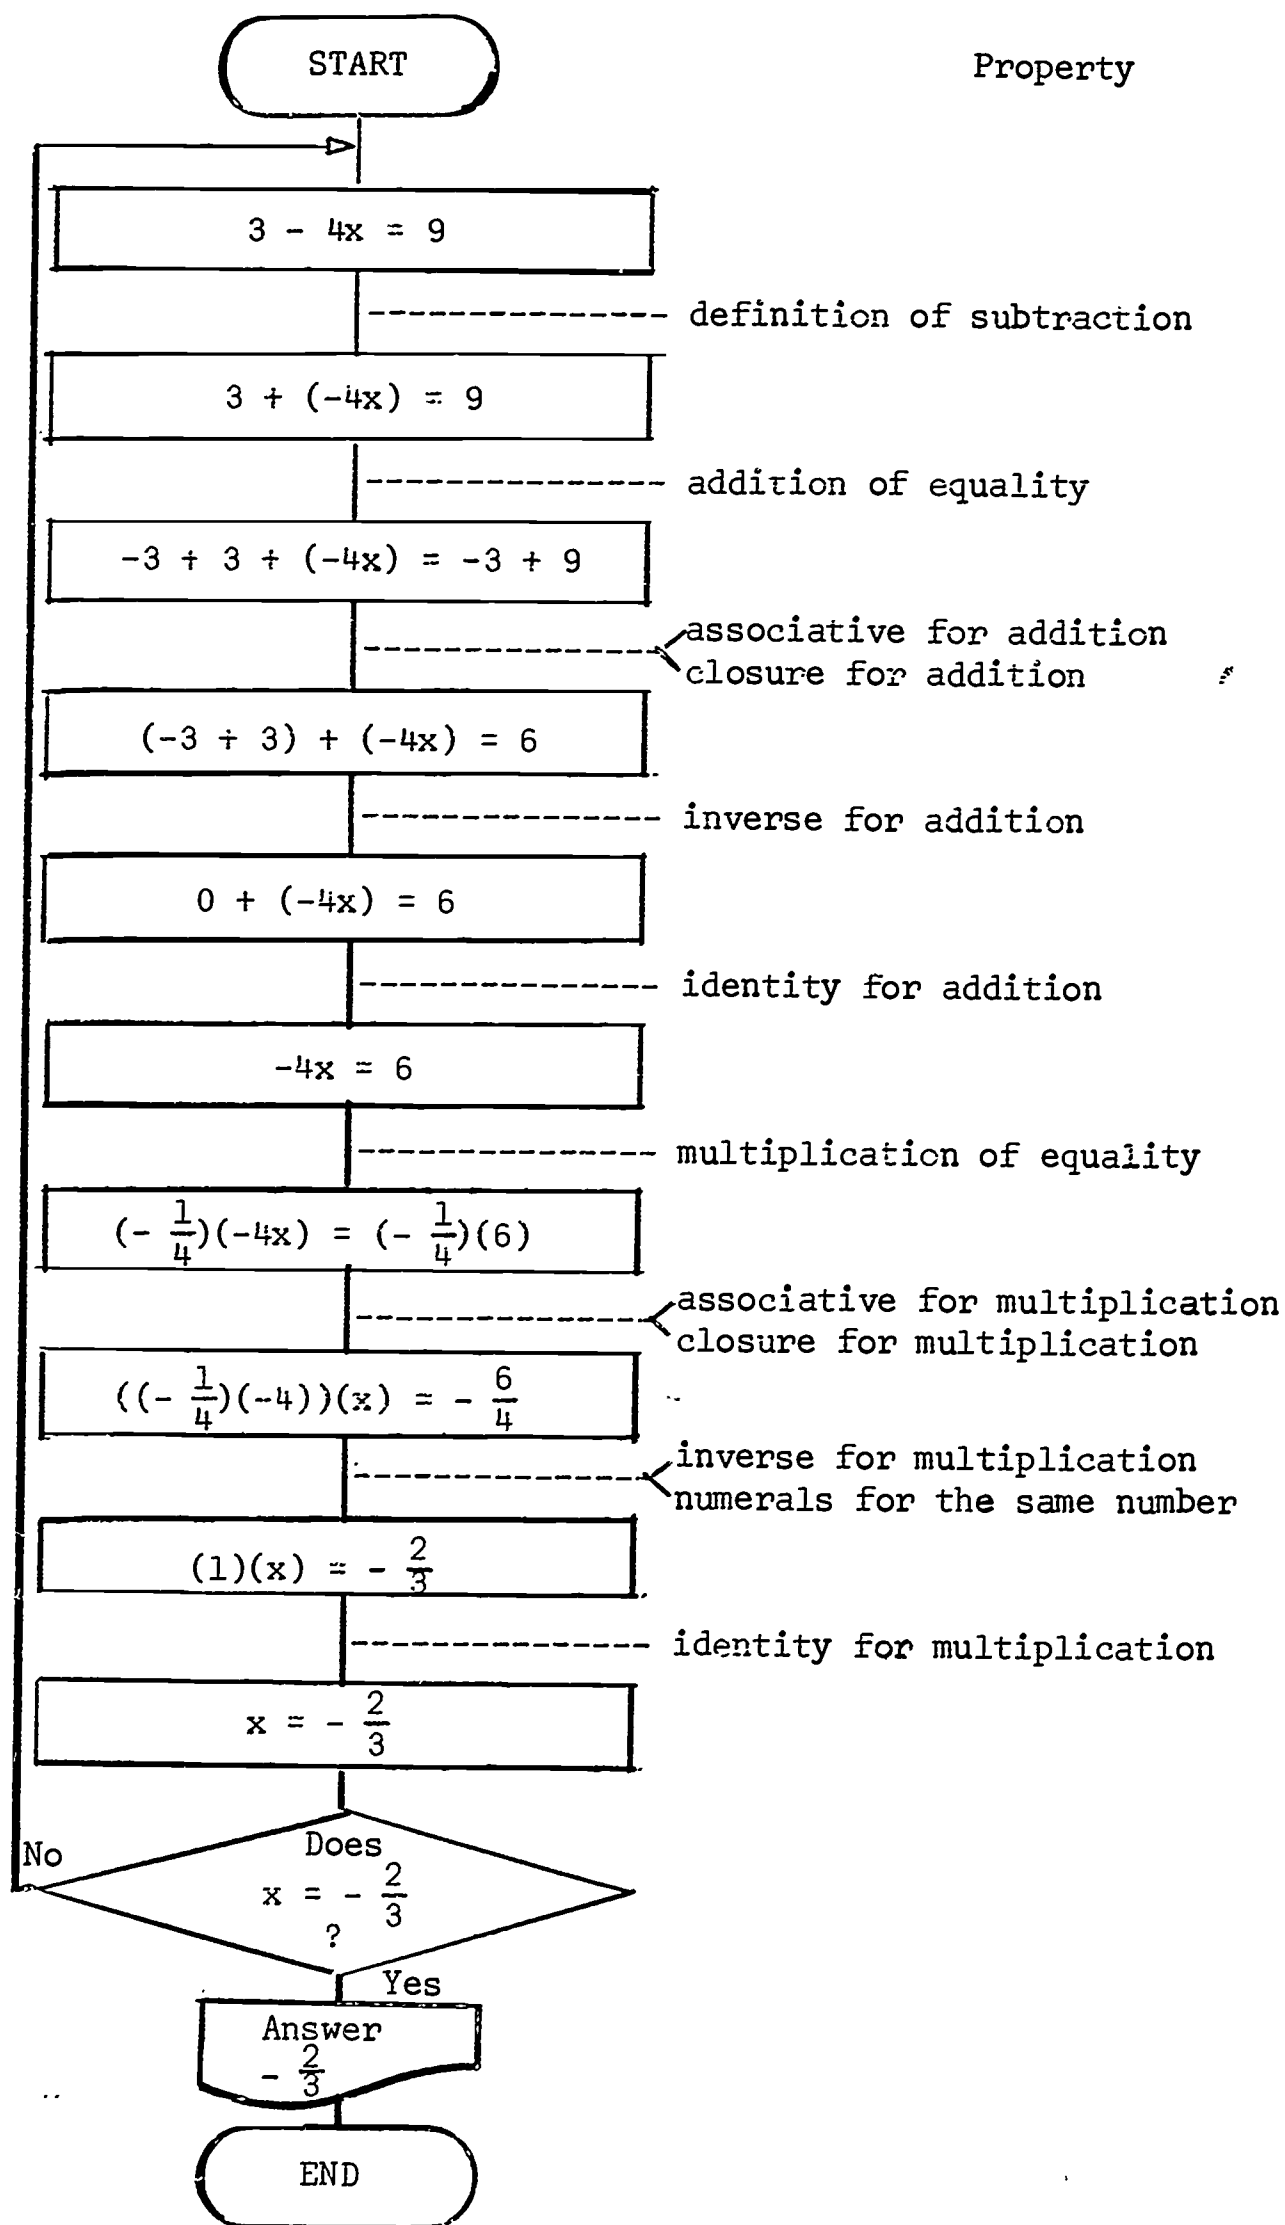 START
Property
3 - 4x = 9
definition of subtraction
3 + (-4x) = 9
addition of equality
-3 + 3 + (-4x) = -3 + 9
associative for addition
closure for addition
(-3 + 3) + (-4x) = 6
inverse for addition
0 + (-4x) = 6
identity for addition
-4x = 6
multiplication of equality
(- 1/4)(-4x) = (- 1/4)(6)
associative for multiplication
closure for multiplication
((- 1/4)(-4))(x) = - 6/4
inverse for multiplication
numerals for the same number
(1)(x) = - 2/3
identity for multiplication
x = - 2/3
No
Does
x = - 2/3
?
Yes
Answer
- 2/3
END